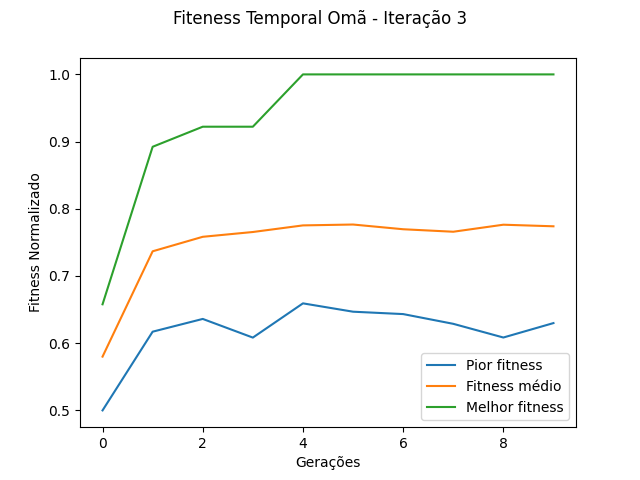 Fiteness Temporal Omã - Iteração 3
Fitness Normalizado
1.0
0.9
0.8
0.7
0.6
0.5
0 2 4 6 8
Gerações
Pior fitness
Fitness médio
Melhor fitness